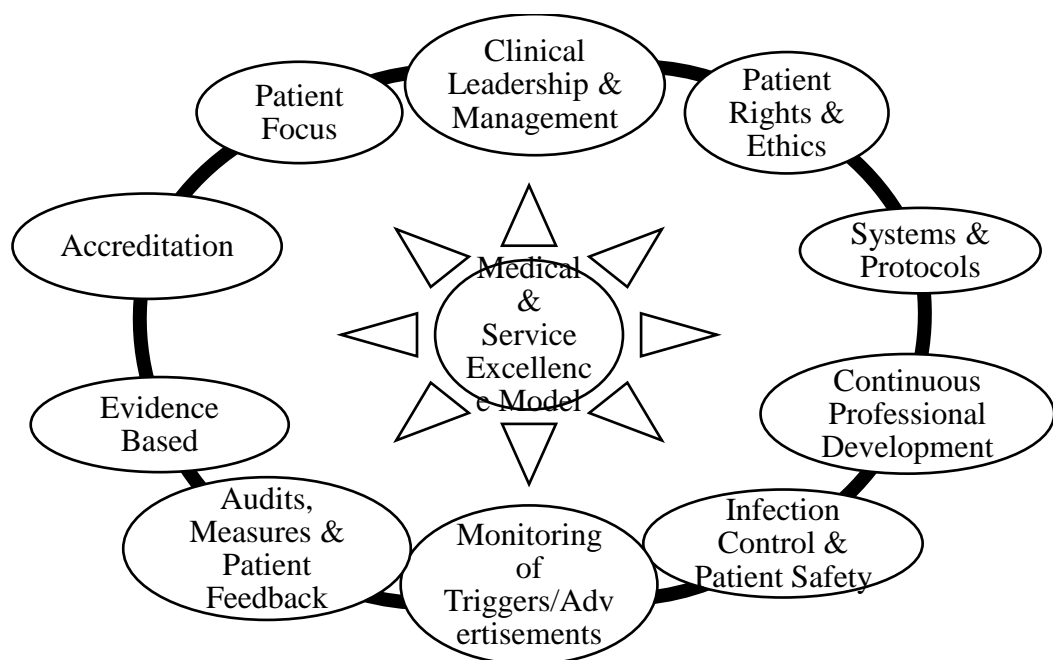 Clinical
Leadership &
Management
Patient
Rights &
Ethics
Systems &
Protocols
Continuous
Professional
Development
Infection
Control &
Patient Safety
Monitoring
of
Triggers/Adv
ertisements
Audits,
Measures &
Patient
Feedback
Evidence
Based
Accreditation
Patient
Focus
Medical
&
Service
Excellenc
e Model